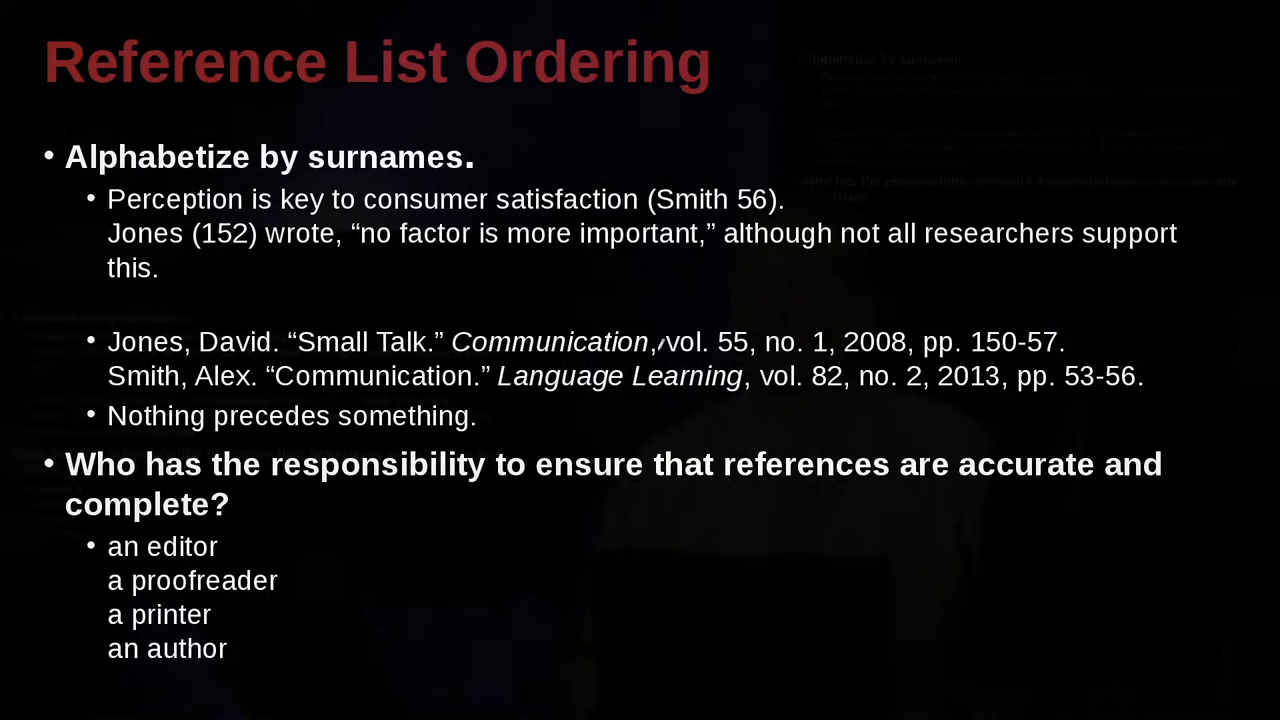 Reference List Ordering
• Alphabetize by surnames.
• Perception is key to consumer satisfaction (Smith 56).
Jones (152) wrote, “no factor is more important,” although not all researchers support
this.
• Jones, David. “Small Talk.” Communication, vol. 55, no. 1, 2008, pp. 150-57.
Smith, Alex. “Communication.” Language Learning, vol. 82, no. 2, 2013, pp. 53-56.
• Nothing precedes something.
• Who has the responsibility to ensure that references are accurate and
complete?
• an editor
a proofreader
a printer
an author